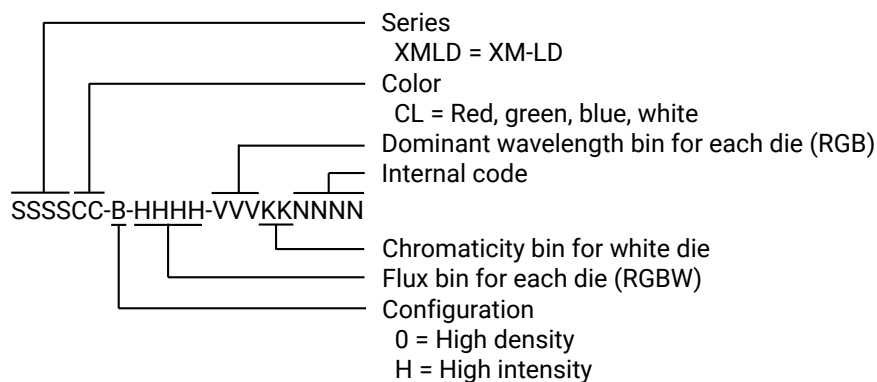 Series
XMLD = XM-LD
Color
CL = Red, green, blue, white
Dominant wavelength bin for each die (RGB)
Internal code
SSSSCC-B-HHHH-VVVKKNNNN
Chromaticity bin for white die
Flux bin for each die (RGBW)
Configuration
0 = High density
H = High intensity